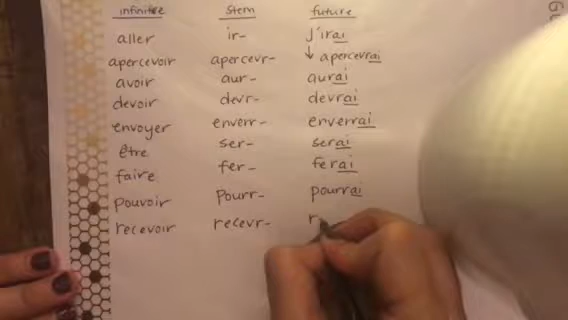 infinitive stem future
aller ir- j'irai
apercevoir apercevr- ↓ apercevrai
avoir aur- aurai
devoir devr- devrai
envoyer enverr- enverrai
être ser- serai
faire fer- ferai
pouvoir pourr- pourrai
recevoir recevr- r